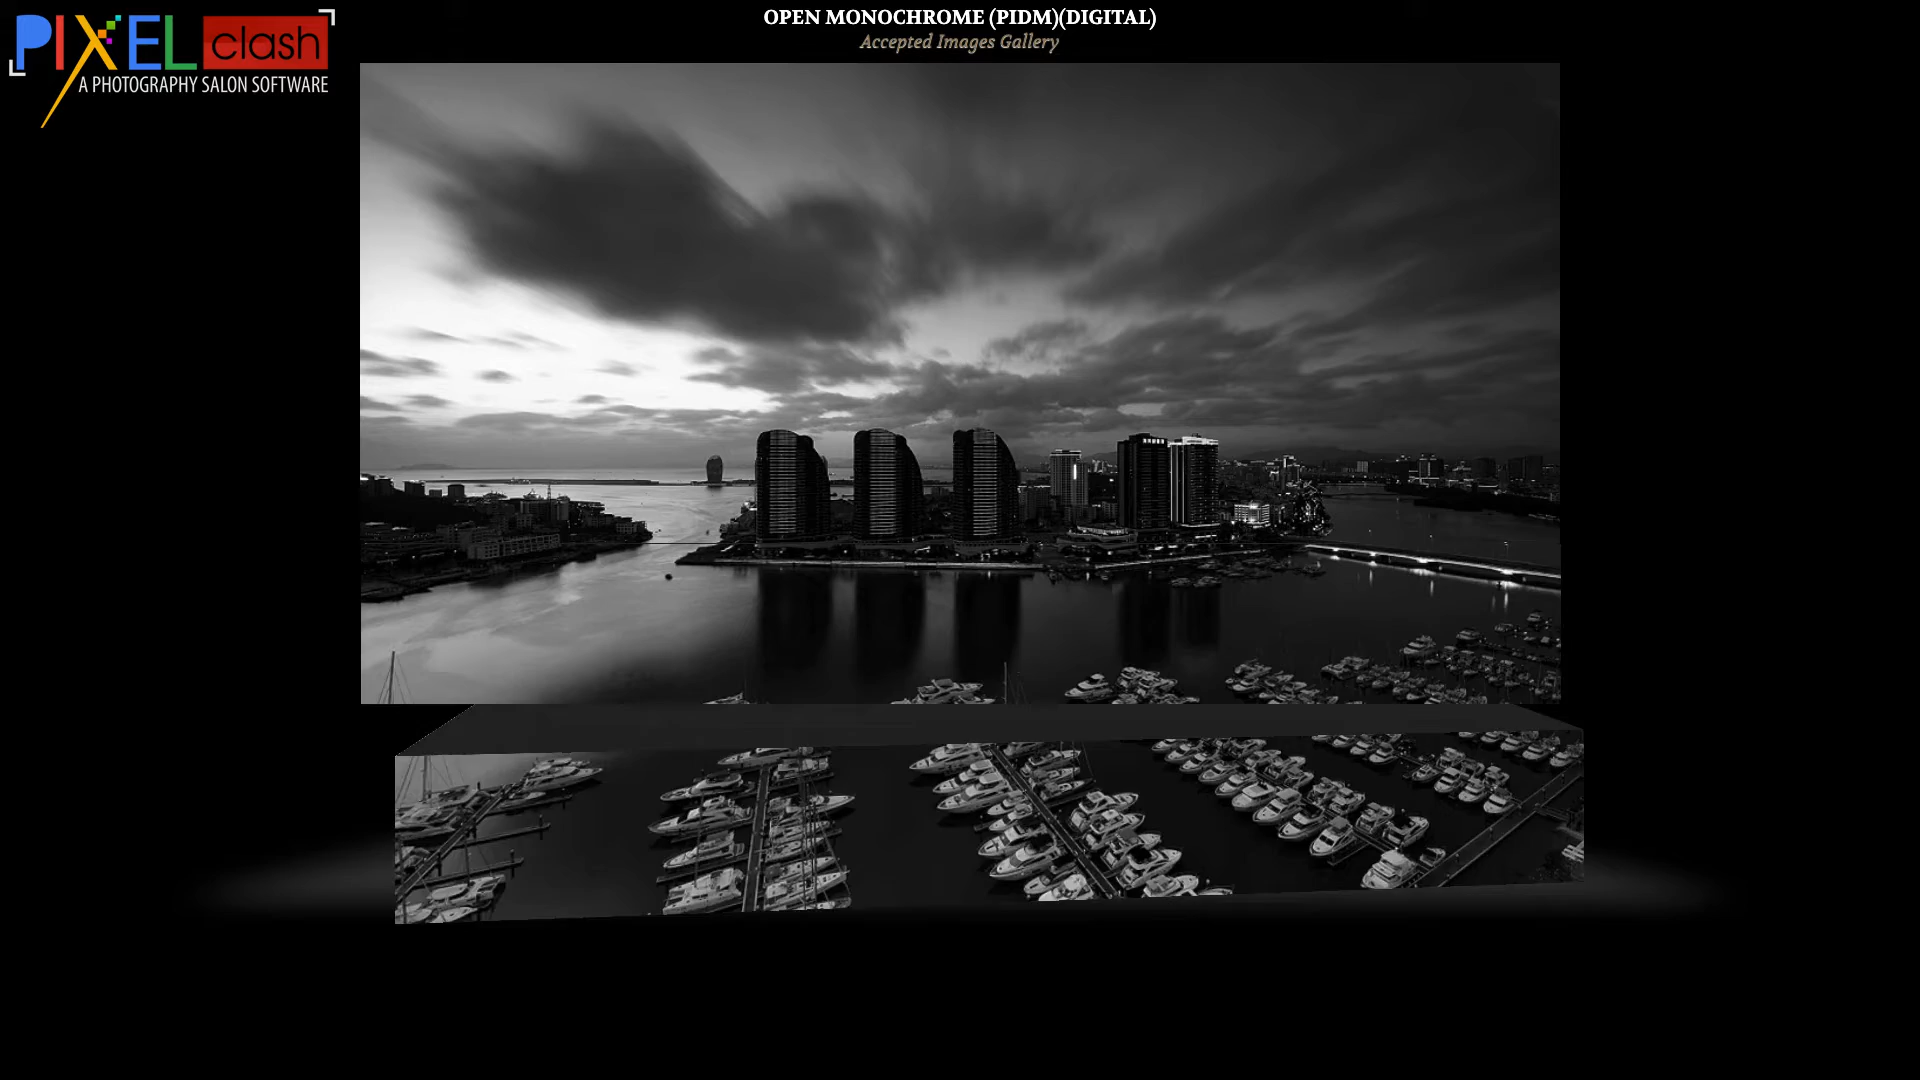 PIXEL clash
A PHOTOGRAPHY SALON SOFTWARE
OPEN MONOCHROME (PIDM)(DIGITAL)
Accepted Images Gallery